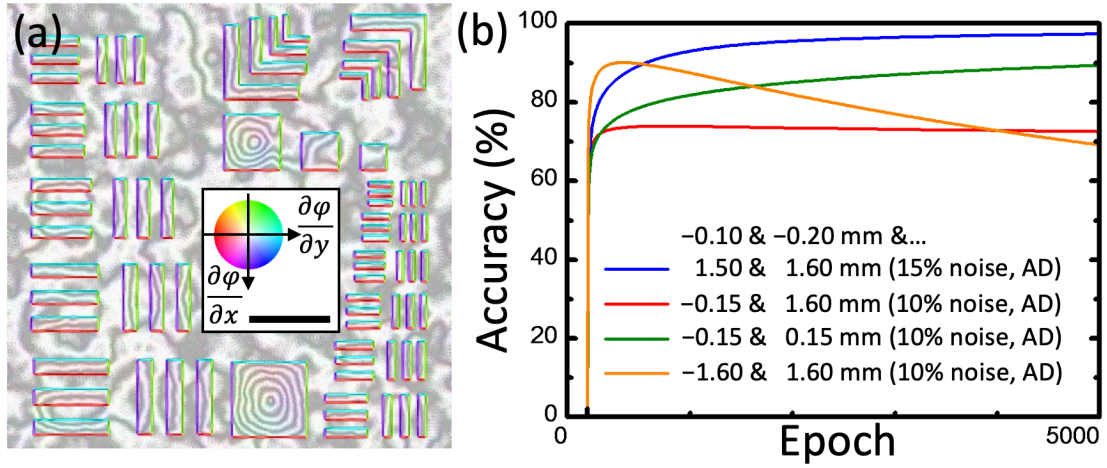 (a)
∂φ
∂y
∂φ
∂x
(b)
Accuracy (%)
100
80
60
40
20
0
−0.10 & −0.20 mm &...
1.50 & 1.60 mm (15% noise, AD)
−0.15 & 1.60 mm (10% noise, AD)
−0.15 & 0.15 mm (10% noise, AD)
−1.60 & 1.60 mm (10% noise, AD)
0
Epoch
5000